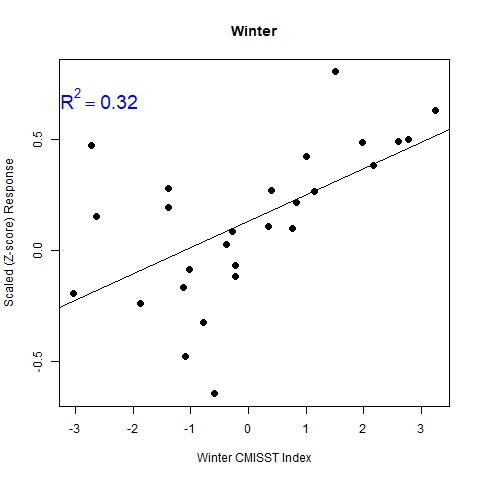 Winter
R² = 0.32
Scaled (Z-score) Response
0.5
0.0
-0.5
-3 -2 -1 0 1 2 3
Winter CMISST Index